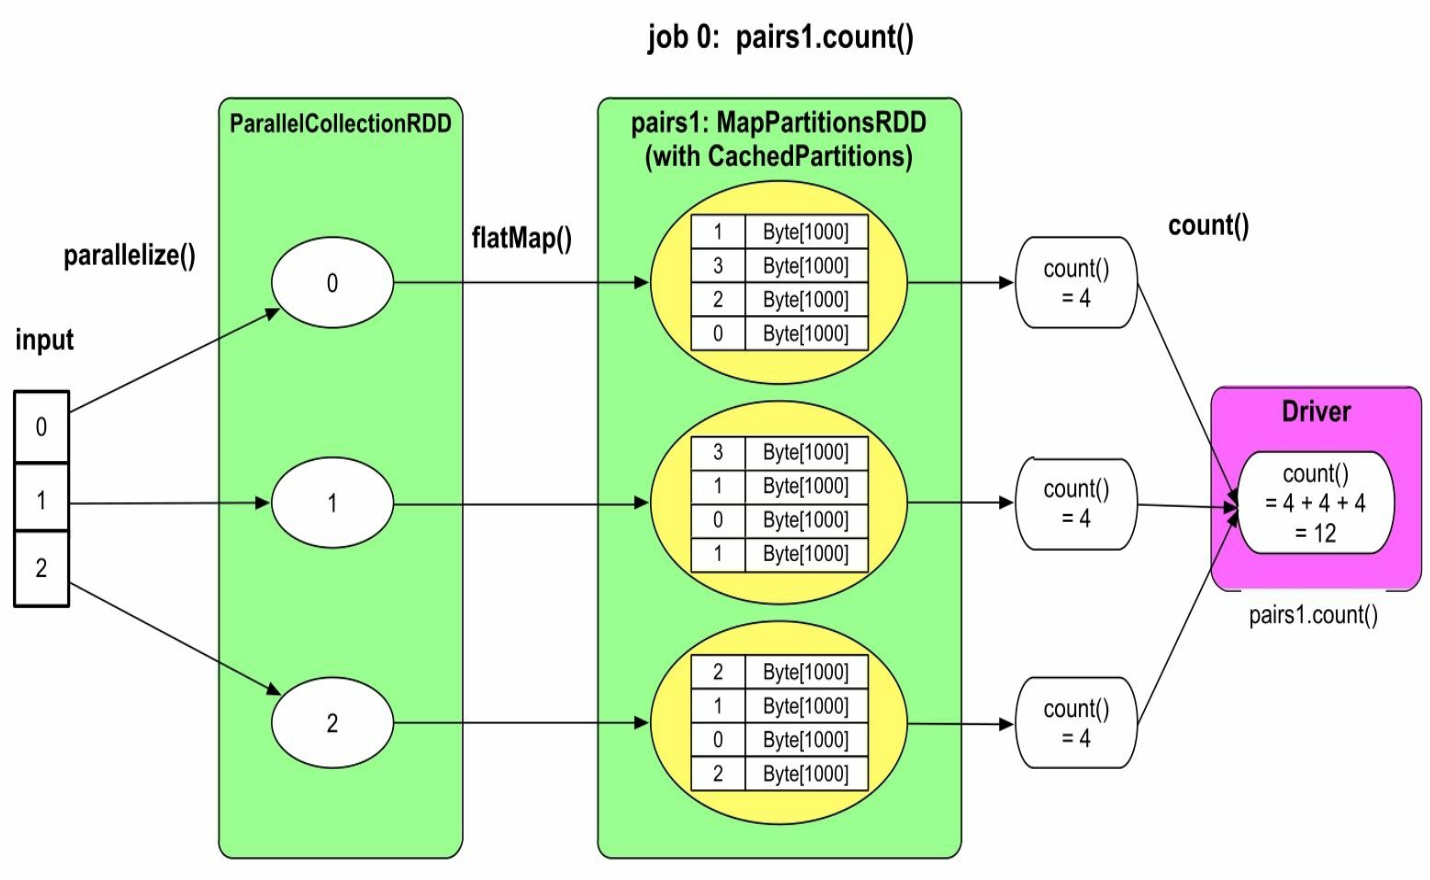 job 0: pairs1.count()
ParallelCollectionRDD
pairs1: MapPartitionsRDD
(with CachedPartitions)
parallelize()
flatMap()
count()
input
0
1
2
0
1
2
1 Byte[1000]
3 Byte[1000]
2 Byte[1000]
0 Byte[1000]
3 Byte[1000]
1 Byte[1000]
0 Byte[1000]
1 Byte[1000]
2 Byte[1000]
1 Byte[1000]
0 Byte[1000]
2 Byte[1000]
count()
= 4
count()
= 4
count()
= 4
Driver
count()
= 4 + 4 + 4
= 12
pairs1.count()